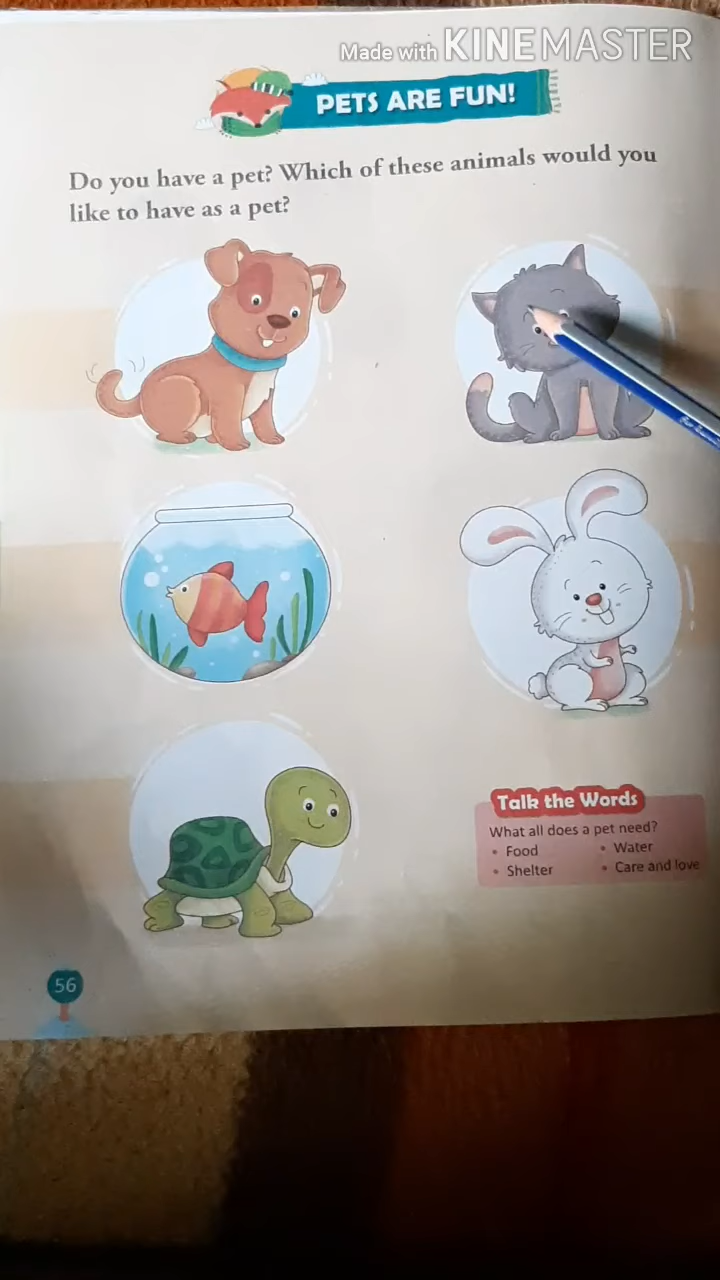 Made with KINEMASTER
PETS ARE FUN!
Do you have a pet? Which of these animals would you
like to have as a pet?
Talk the Words
What all does a pet need?
• Food • Water
• Shelter • Care and love
56